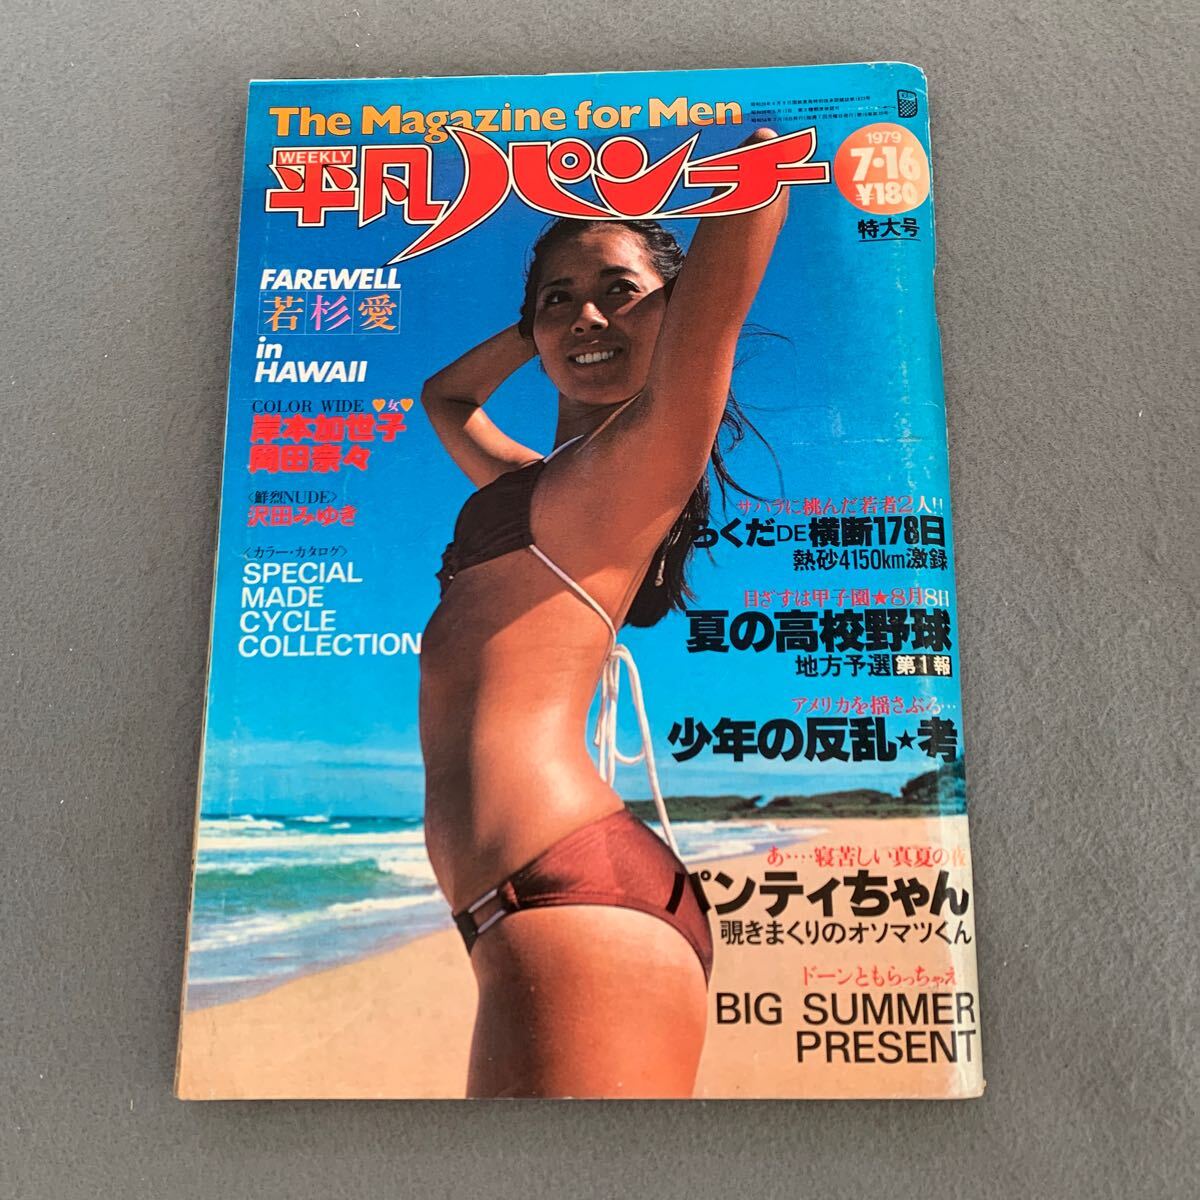 The Magazine for Men
WEEKLY
平凡パンチ
1979
7・16
¥180
特大号
FAREWELL
若杉愛
in
HAWAII
COLOR WIDE ♥女♥
岸本加世子
岡田奈々
〈鮮烈NUDE〉
沢田みゆき
〈カラー・カタログ〉
SPECIAL
MADE
CYCLE
COLLECTION
サハラに挑んだ若者2人!!
らくだDE横断178日
熱砂4150km激録
目ざすは甲子園★8月8日
夏の高校野球
地方予選 第1報
アメリカを揺さぶる…
少年の反乱★考
あ‥‥寝苦しい真夏の夜
パンティちゃん
覗きまくりのオソマツくん
ドーンともらっちゃえ
BIG SUMMER
PRESENT